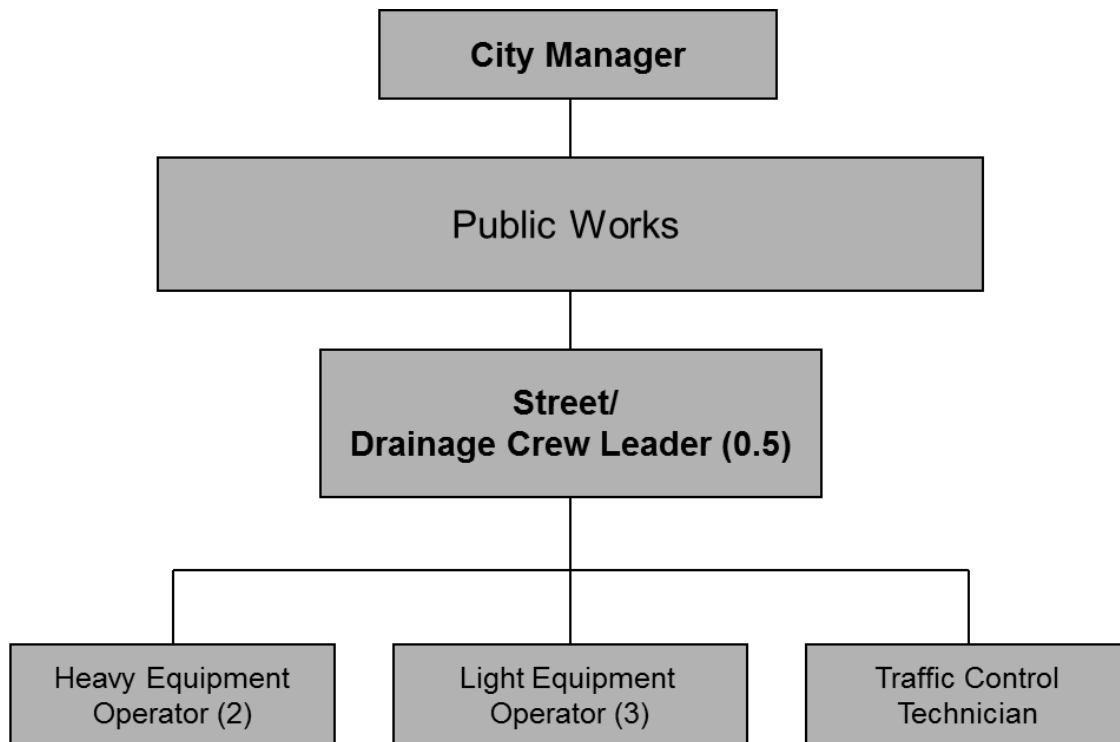 City Manager
Public Works
Street/
Drainage Crew Leader (0.5)
Heavy Equipment
Operator (2)
Light Equipment
Operator (3)
Traffic Control
Technician